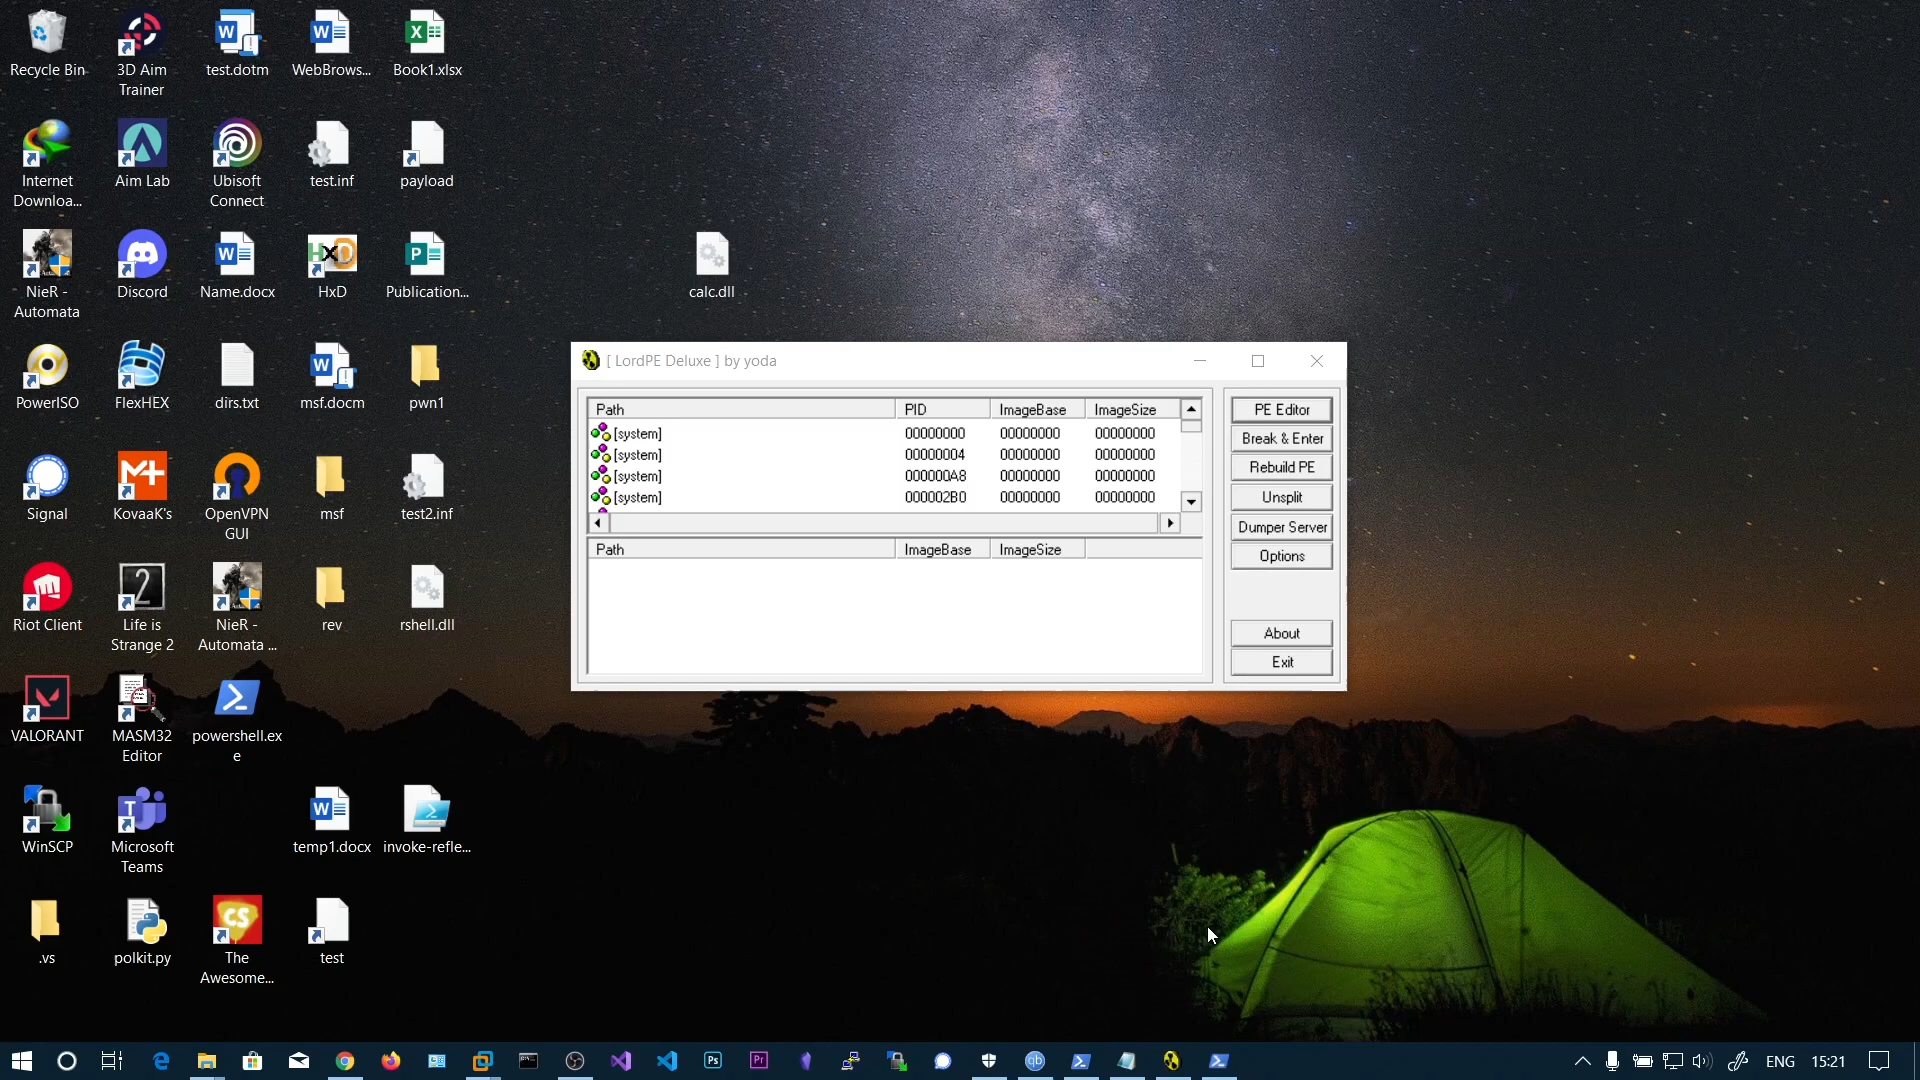 Recycle Bin
3D Aim
Trainer
test.dotm
WebBrows...
Book1.xlsx
Internet
Downloa...
Aim Lab
Ubisoft
Connect
test.inf
payload
NieR -
Automata
Discord
Name.docx
HxD
Publication...
calc.dll
PowerISO
FlexHEX
dirs.txt
msf.docm
pwn1
Signal
KovaaK's
OpenVPN
GUI
msf
test2.inf
Riot Client
Life is
Strange 2
NieR -
Automata ...
rev
rshell.dll
VALORANT
MASM32
Editor
powershell.ex
e
WinSCP
Microsoft
Teams
temp1.docx
invoke-refle...
.vs
polkit.py
The
Awesome...
test
[ LordPE Deluxe ] by yoda
Path PID ImageBase ImageSize
[system] 00000000 00000000 00000000
[system] 00000004 00000000 00000000
[system] 000000A8 00000000 00000000
[system] 000002B0 00000000 00000000
Path ImageBase ImageSize
PE Editor
Break & Enter
Rebuild PE
Unsplit
Dumper Server
Options
About
Exit
ENG 15:21